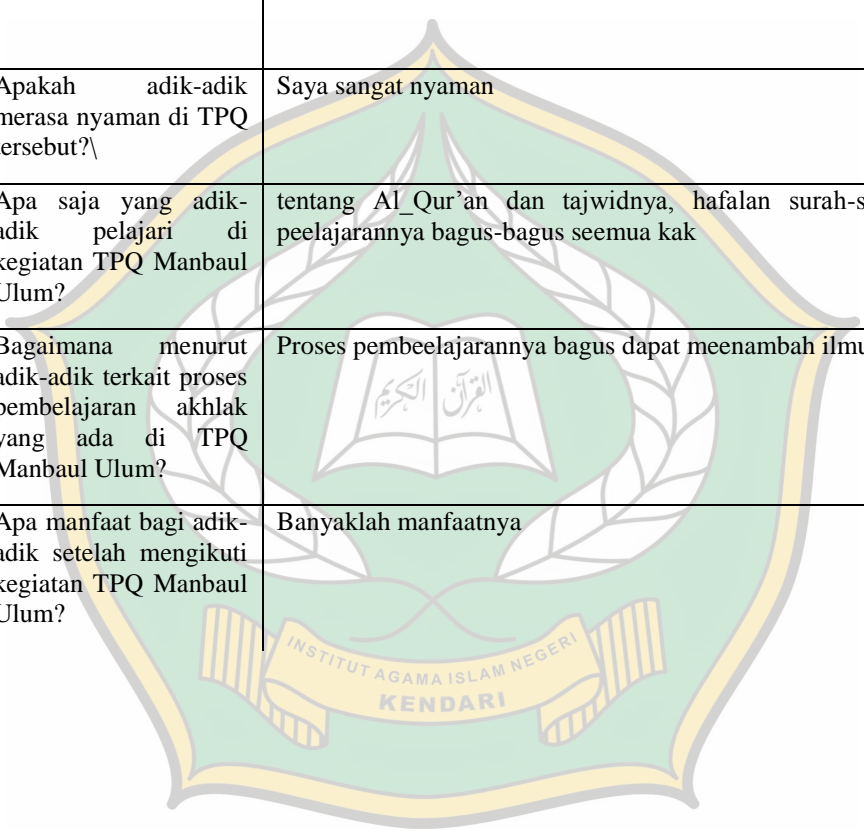 Apakah adik-adik
merasa nyaman di TPQ
tersebut?\
Saya sangat nyaman
Apa saja yang adik-
adik pelajari di
kegiatan TPQ Manbaul
Ulum?
tentang Al_Qur’an dan tajwidnya, hafalan surah-s
peelajarannya bagus-bagus seemua kak
Bagaimana menurut
adik-adik terkait proses
pembelajaran akhlak
yang ada di TPQ
Manbaul Ulum?
Proses pembeelajarannya bagus dapat meenambah ilmu
Apa manfaat bagi adik-
adik setelah mengikuti
kegiatan TPQ Manbaul
Ulum?
Banyaklah manfaatnya
القرآن الكريم
INSTITUT AGAMA ISLAM NEGERI
KENDARI